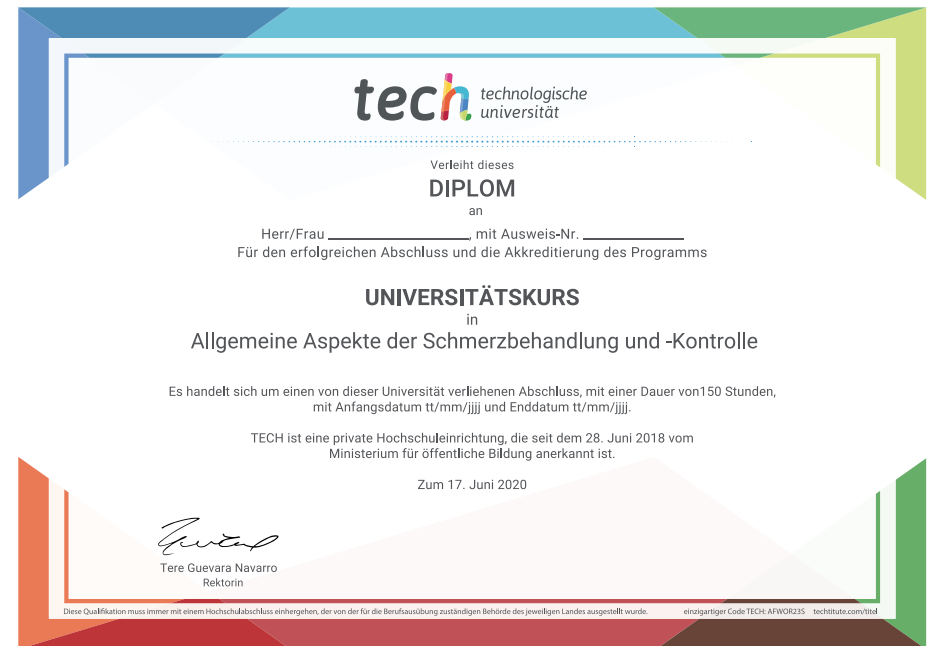 tech technologische
universität
Verleiht dieses
DIPLOM
an
Herr/Frau ____________________, mit Ausweis-Nr. ______________
Für den erfolgreichen Abschluss und die Akkreditierung des Programms
UNIVERSITÄTSKURS
in
Allgemeine Aspekte der Schmerzbehandlung und -Kontrolle
Es handelt sich um einen von dieser Universität verliehenen Abschluss, mit einer Dauer von150 Stunden,
mit Anfangsdatum tt/mm/jjjj und Enddatum tt/mm/jjjj.
TECH ist eine private Hochschuleinrichtung, die seit dem 28. Juni 2018 vom
Ministerium für öffentliche Bildung anerkannt ist.
Zum 17. Juni 2020
Tere Guevara Navarro
Rektorin
Diese Qualifikation muss immer mit einem Hochschulabschluss einhergehen, der von der für die Berufsausübung zuständigen Behörde des jeweiligen Landes ausgestellt wurde. einzigartiger Code TECH: AFWOR23S techtitute.com/titel